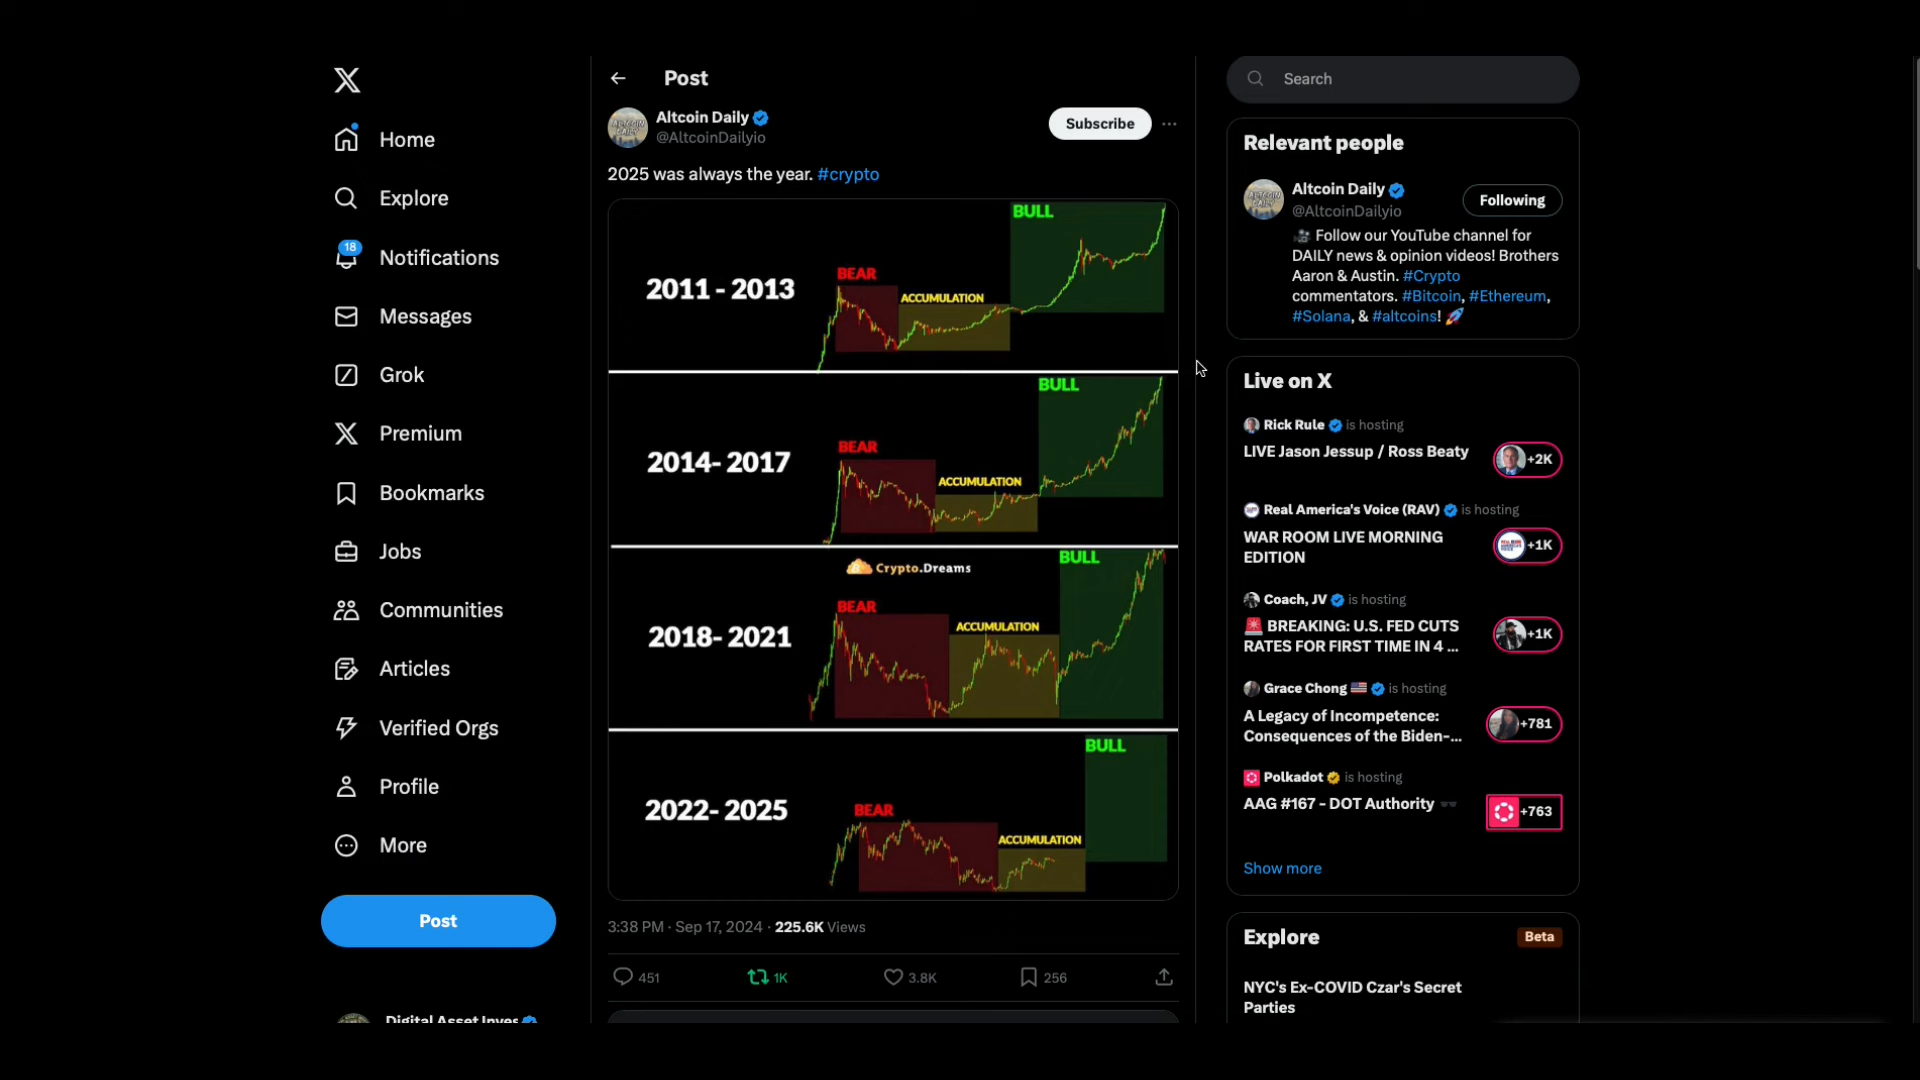 Home
Explore
18
Notifications
Messages
Grok
Premium
Bookmarks
Jobs
Communities
Articles
Verified Orgs
Profile
More
Post
Digital Asset Inves
Post
Altcoin Daily
@AltcoinDailyio
Subscribe
2025 was always the year. #crypto
BULL
BEAR
ACCUMULATION
2011 - 2013
BULL
BEAR
ACCUMULATION
2014- 2017
Crypto.Dreams
BULL
BEAR
ACCUMULATION
2018- 2021
BULL
BEAR
ACCUMULATION
2022- 2025
3:38 PM · Sep 17, 2024 · 225.6K Views
451
1K
3.8K
256
Search
Relevant people
Altcoin Daily
@AltcoinDailyio
Following
🎥 Follow our YouTube channel for
DAILY news & opinion videos! Brothers
Aaron & Austin. #Crypto
commentators. #Bitcoin, #Ethereum,
#Solana, & #altcoins! 🚀
Live on X
Rick Rule is hosting
LIVE Jason Jessup / Ross Beaty
+2K
Real America's Voice (RAV) is hosting
WAR ROOM LIVE MORNING
EDITION
+1K
Coach, JV is hosting
🚨 BREAKING: U.S. FED CUTS
RATES FOR FIRST TIME IN 4 ...
+1K
Grace Chong 🇺🇸 is hosting
A Legacy of Incompetence:
Consequences of the Biden-...
+781
Polkadot is hosting
AAG #167 - DOT Authority 🕶️
+763
Show more
Explore
Beta
NYC's Ex-COVID Czar's Secret
Parties